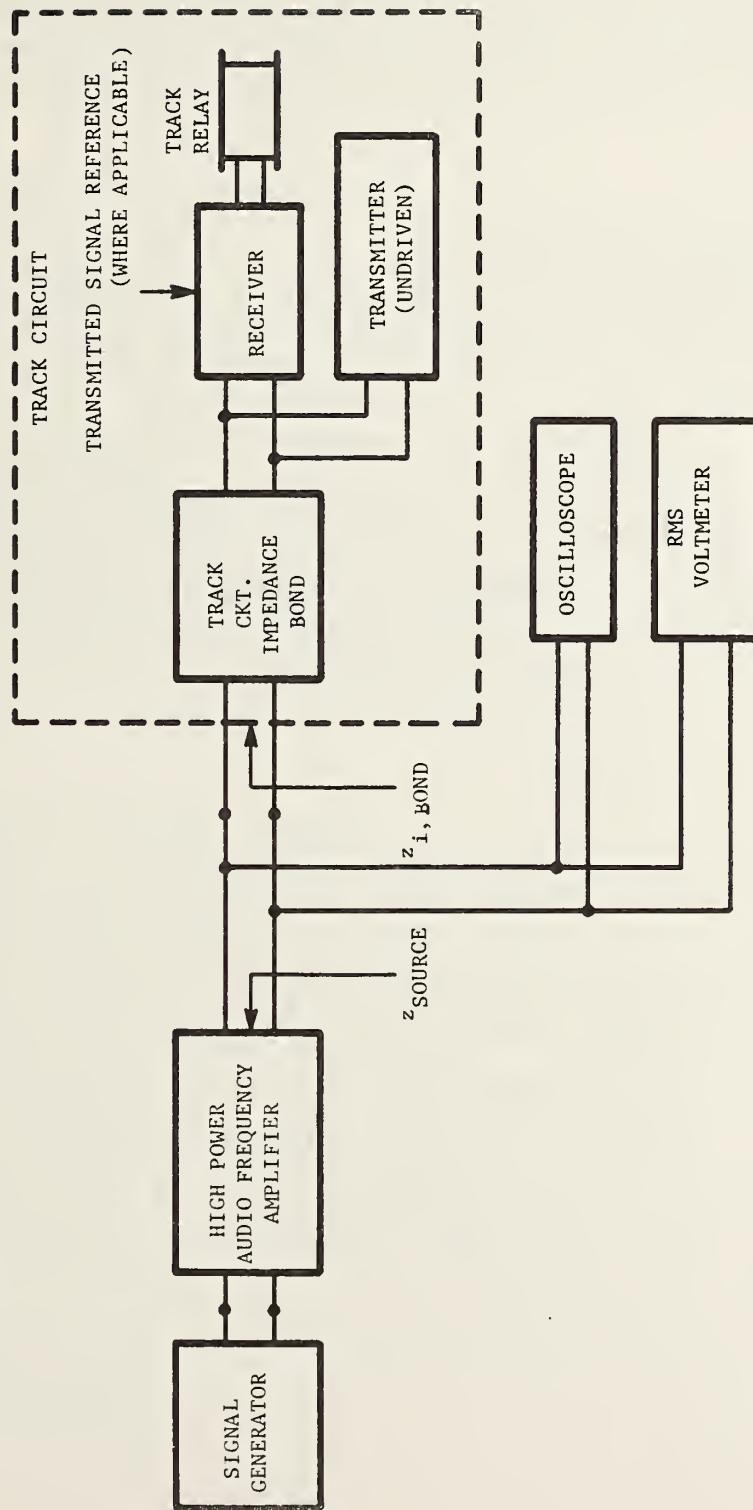 TRACK CIRCUIT
TRANSMITTED SIGNAL REFERENCE
(WHERE APPLICABLE)
TRACK
RELAY
RECEIVER
TRANSMITTER
(UNDRIVEN)
TRACK
CKT.
IMPEDANCE
BOND
z i, BOND
z SOURCE
HIGH POWER
AUDIO FREQUENCY
AMPLIFIER
SIGNAL
GENERATOR
OSCILLOSCOPE
RMS
VOLTMETER